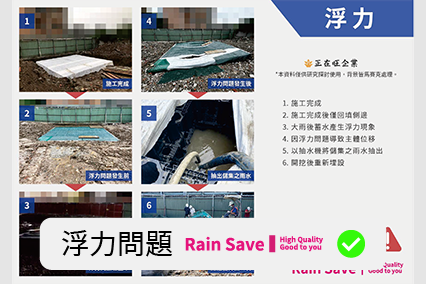 浮力
正在旺企業
*本資料僅供研究探討使用，背景皆馬賽克處理。
1
施工完成
4
浮力問題發生後
2
浮力問題發生前
5
抽出儲集之雨水
3
6
1. 施工完成
2. 施工完成後僅回填側邊
3. 大雨後蓄水產生浮力現象
4. 因浮力問題導致主體位移
5. 以抽水機將儲集之雨水抽出
6. 開挖後重新埋設
浮力問題
Rain Save
High Quality
Good to you
Rain Save
Quality
Good to you